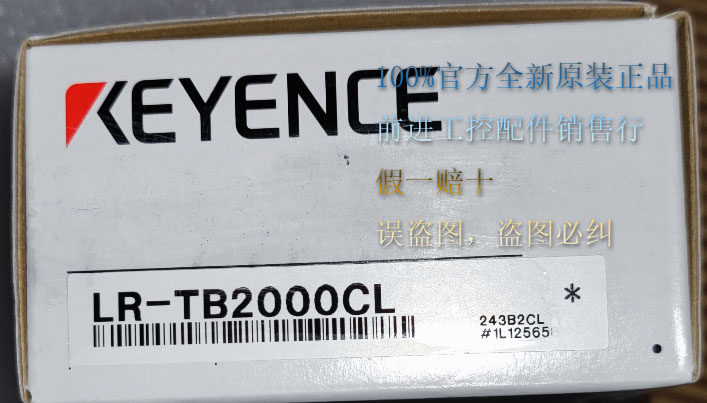 KEYENCE
100%官方全新原装正品
前进工控配件销售行
假一赔十
误盗图，盗图必纠
LR-TB2000CL
*
243B2CL
#1L12565